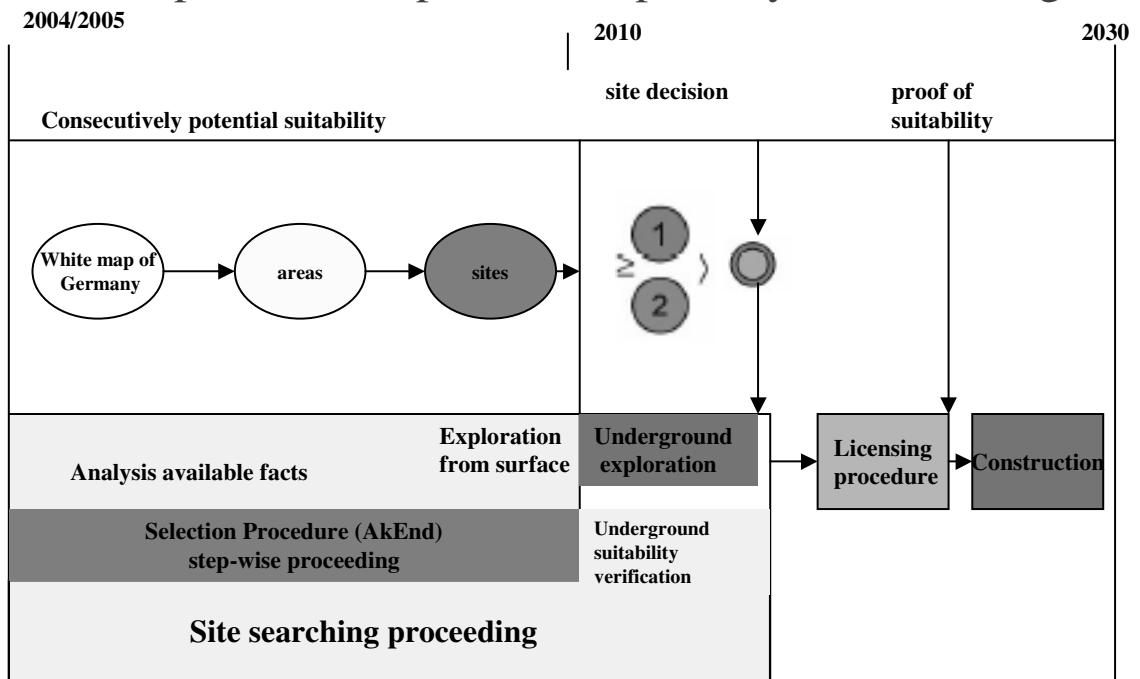 2004/2005
2010
2030
site decision
proof of
suitability
Consecutively potential suitability
White map of
Germany
areas
sites
≥
1
2
Exploration
from surface
Underground
exploration
Analysis available facts
Licensing
procedure
Construction
Selection Procedure (AkEnd)
step-wise proceeding
Underground
suitability
verification
Site searching proceeding